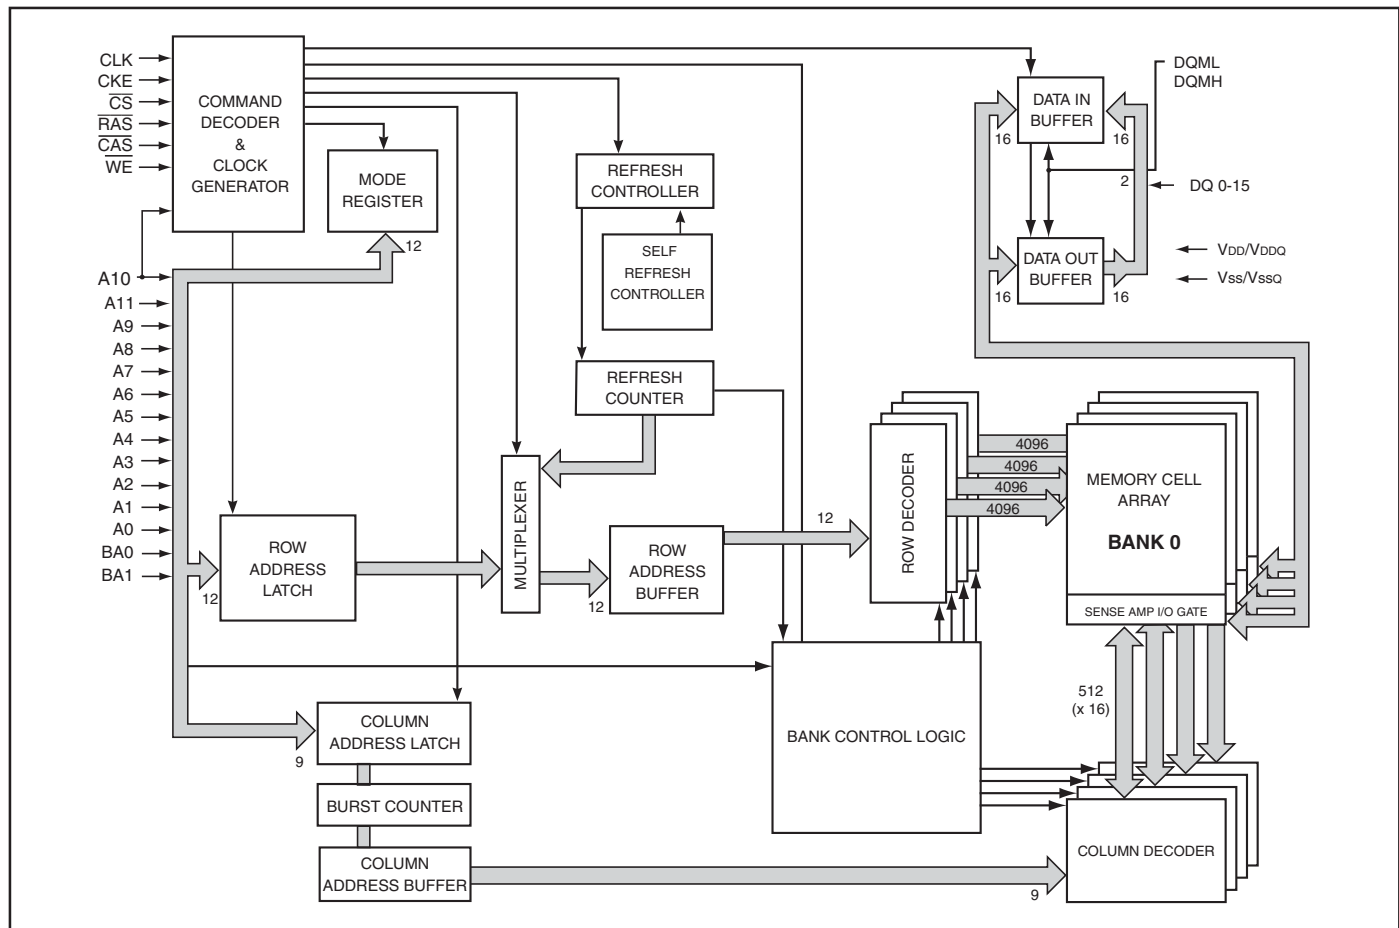 CLK
CKE
CS
RAS
CAS
WE
COMMAND
DECODER
&
CLOCK
GENERATOR
MODE
REGISTER
12
REFRESH
CONTROLLER
SELF
REFRESH
CONTROLLER
REFRESH
COUNTER
DQML
DQMH
DATA IN
BUFFER
16
16
2
DQ 0-15
DATA OUT
BUFFER
16
16
VDD/VDDQ
Vss/VssQ
A10
A11
A9
A8
A7
A6
A5
A4
A3
A2
A1
A0
BA0
BA1
12
ROW
ADDRESS
LATCH
MULTIPLEXER
12
ROW
ADDRESS
BUFFER
12
ROW DECODER
4096
4096
4096
4096
MEMORY CELL
ARRAY
BANK 0
SENSE AMP I/O GATE
512
(x 16)
BANK CONTROL LOGIC
9
COLUMN
ADDRESS LATCH
BURST COUNTER
COLUMN
ADDRESS BUFFER
9
COLUMN DECODER